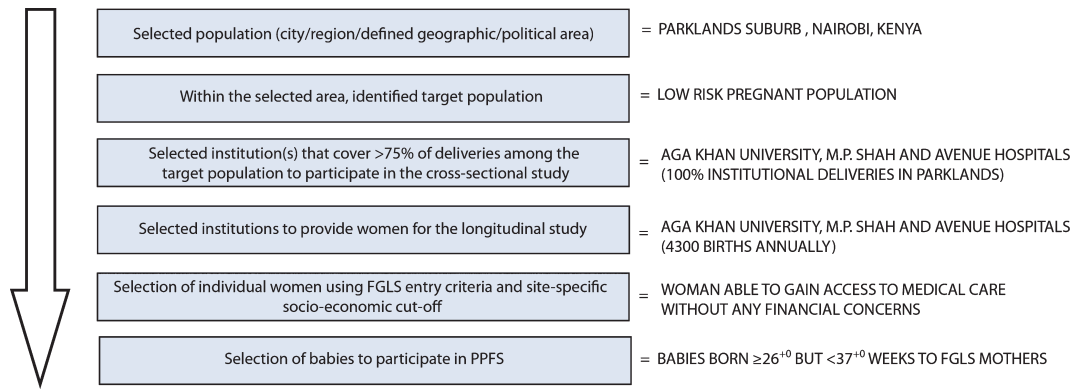 Selected population (city/region/defined geographic/political area)
= PARKLANDS SUBURB , NAIROBI, KENYA
Within the selected area, identified target population
= LOW RISK PREGNANT POPULATION
Selected institution(s) that cover >75% of deliveries among the
target population to participate in the cross-sectional study
= AGA KHAN UNIVERSITY, M.P. SHAH AND AVENUE HOSPITALS
(100% INSTITUTIONAL DELIVERIES IN PARKLANDS)
Selected institutions to provide women for the longitudinal study
= AGA KHAN UNIVERSITY, M.P. SHAH AND AVENUE HOSPITALS
(4300 BIRTHS ANNUALLY)
Selection of individual women using FGLS entry criteria and site-specific
socio-economic cut-off
= WOMAN ABLE TO GAIN ACCESS TO MEDICAL CARE
WITHOUT ANY FINANCIAL CONCERNS
Selection of babies to participate in PPFS
= BABIES BORN ≥26⁺⁰ BUT <37⁺⁰ WEEKS TO FGLS MOTHERS